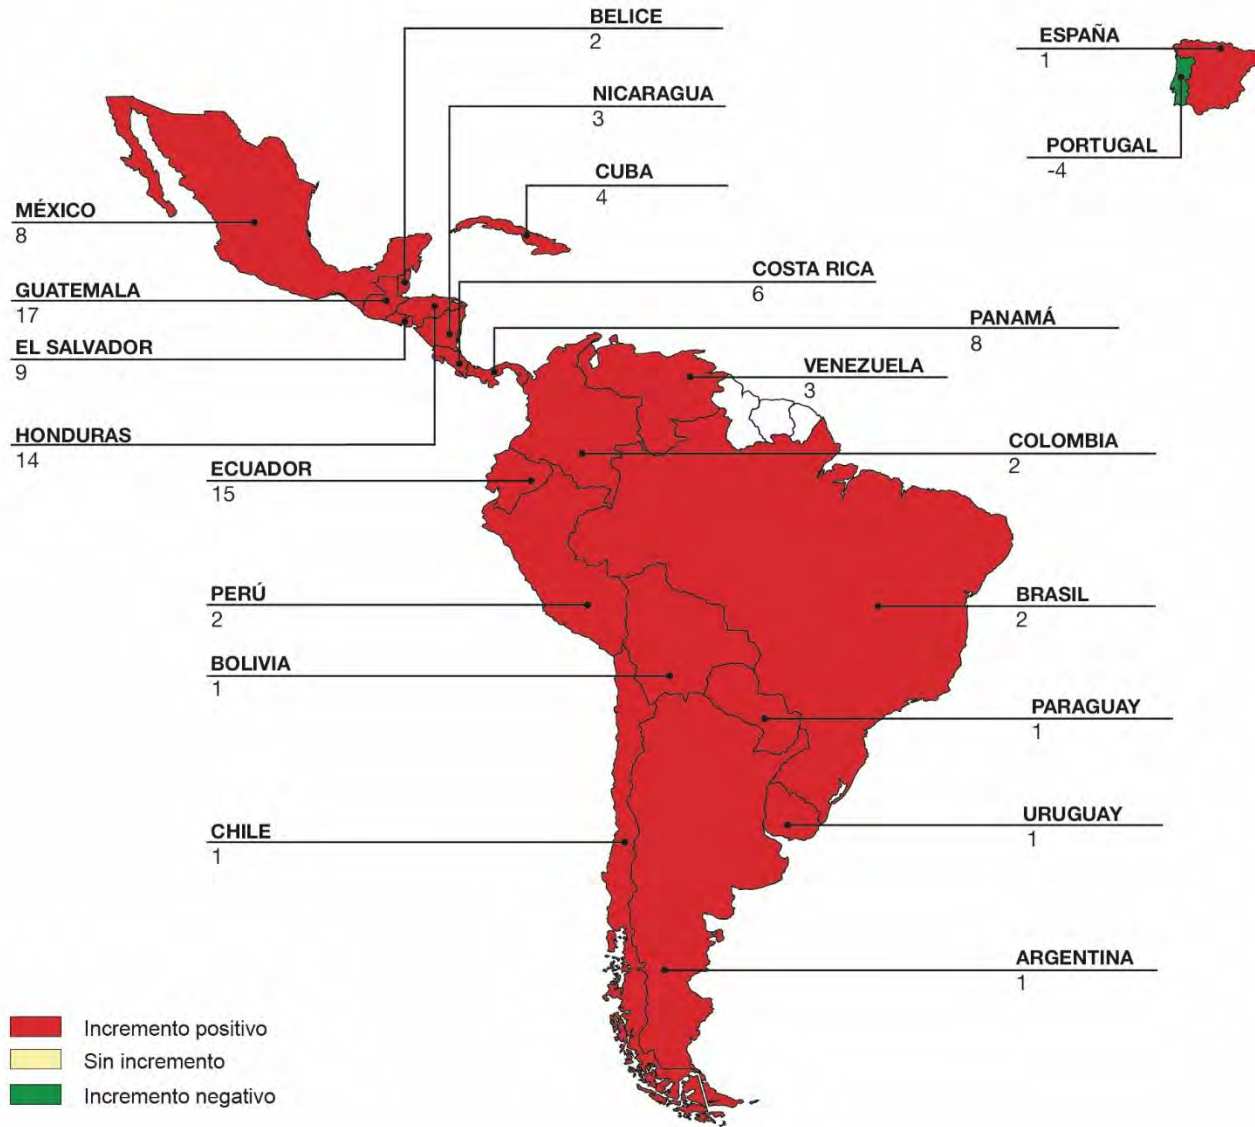 BELICE
2
ESPAÑA
1
NICARAGUA
3
PORTUGAL
-4
CUBA
4
MÉXICO
8
COSTA RICA
6
GUATEMALA
17
PANAMÁ
8
EL SALVADOR
9
VENEZUELA
3
HONDURAS
14
COLOMBIA
2
ECUADOR
15
PERÚ
2
BRASIL
2
BOLIVIA
1
PARAGUAY
1
CHILE
1
URUGUAY
1
ARGENTINA
1
Incremento positivo
Sin incremento
Incremento negativo